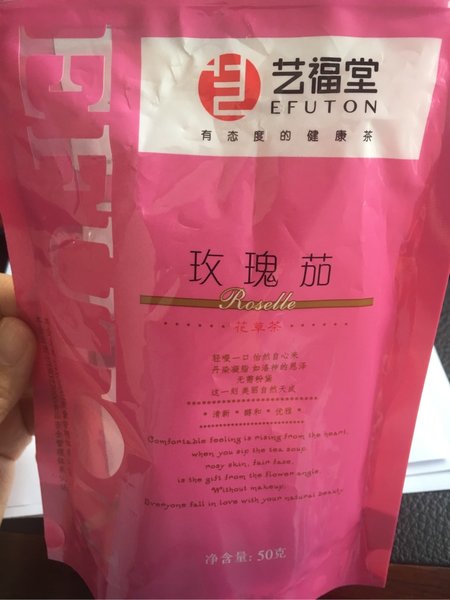 EFUTON
艺福堂
EFUTON
有态度的健康茶
玫瑰茄
Roselle
花草茶
轻啜一口 怡然自心来
丹染凝脂 如洛神的恩泽
无需粉黛
这一刻 美丽自然天成
清新 · 醇和 · 优雅
Comfortable feeling is rising from the heart,
when you sip the tea soup.
rosy skin, fair face,
is the gift from the flower angle.
Without makeup,
Everyone fall in love with your natural beauty.
净含量: 50克